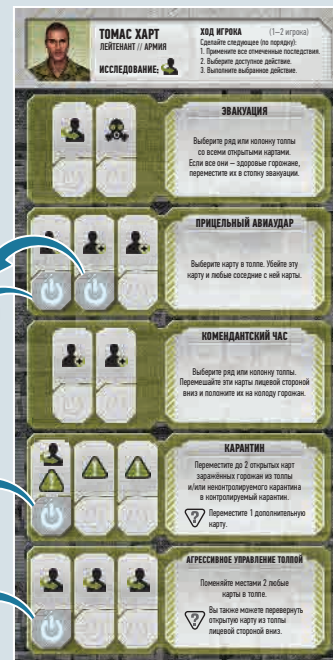 ТОМАС ХАРТ
ЛЕЙТЕНАНТ // АРМИЯ
ИССЛЕДОВАНИЕ:
ХОД ИГРОКА (1–2 игрока)
Сделайте следующее (по порядку):
1. Примените все отмеченные последствия.
2. Выберите доступное действие.
3. Выполните выбранное действие.
ЭВАКУАЦИЯ
Выберите ряд или колонку толпы
со всеми открытыми картами.
Если все они – здоровые горожане,
переместите их в стопку эвакуации.
ПРИЦЕЛЬНЫЙ АВИАУДАР
Выберите карту в толпе. Убейте эту
карту и любые соседние с ней карты.
КОМЕНДАНТСКИЙ ЧАС
Выберите ряд или колонку толпы.
Перемешайте эти карты лицевой стороной
вниз и положите их на колоду горожан.
КАРАНТИН
Переместите до 2 открытых карт
заражённых горожан из толпы
и/или неконтролируемого карантина
в контролируемый карантин.
? Переместите 1 дополнительную
карту.
АГРЕССИВНОЕ УПРАВЛЕНИЕ ТОЛПОЙ
Поменяйте местами 2 любые
карты в толпе.
? Вы также можете перевернуть
открытую карту из толпы
лицевой стороной вниз.